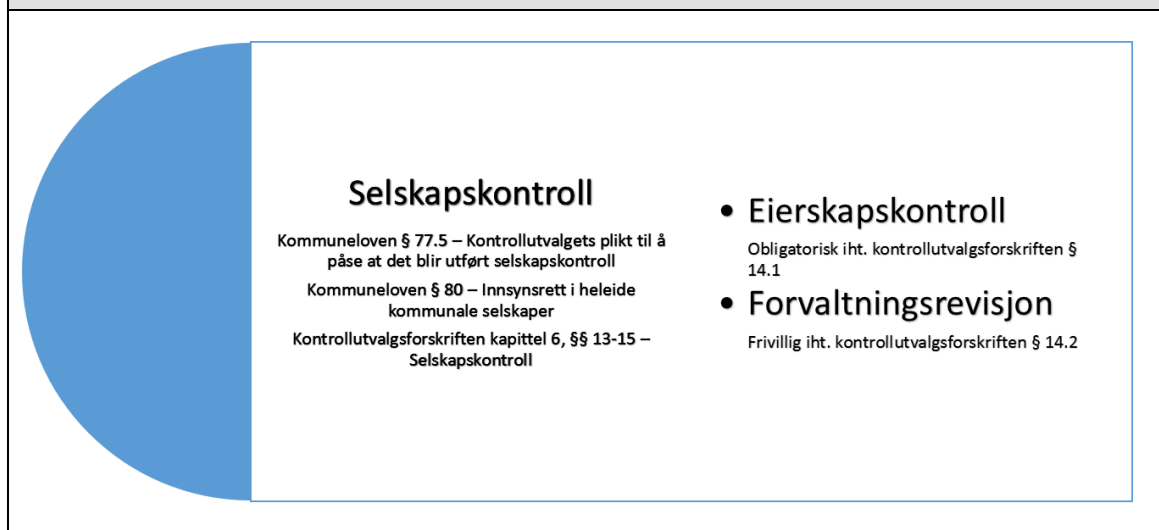 Selskapskontroll
Kommuneloven § 77.5 – Kontrollutvalgets plikt til å
påse at det blir utført selskapskontroll
Kommuneloven § 80 – Innsynsrett i heleide
kommunale selskaper
Kontrollutvalgsforskriften kapittel 6, §§ 13-15 –
Selskapskontroll
• Eierskapskontroll
Obligatorisk iht. kontrollutvalgsforskriften §
14.1
• Forvaltningsrevisjon
Frivillig iht. kontrollutvalgsforskriften § 14.2